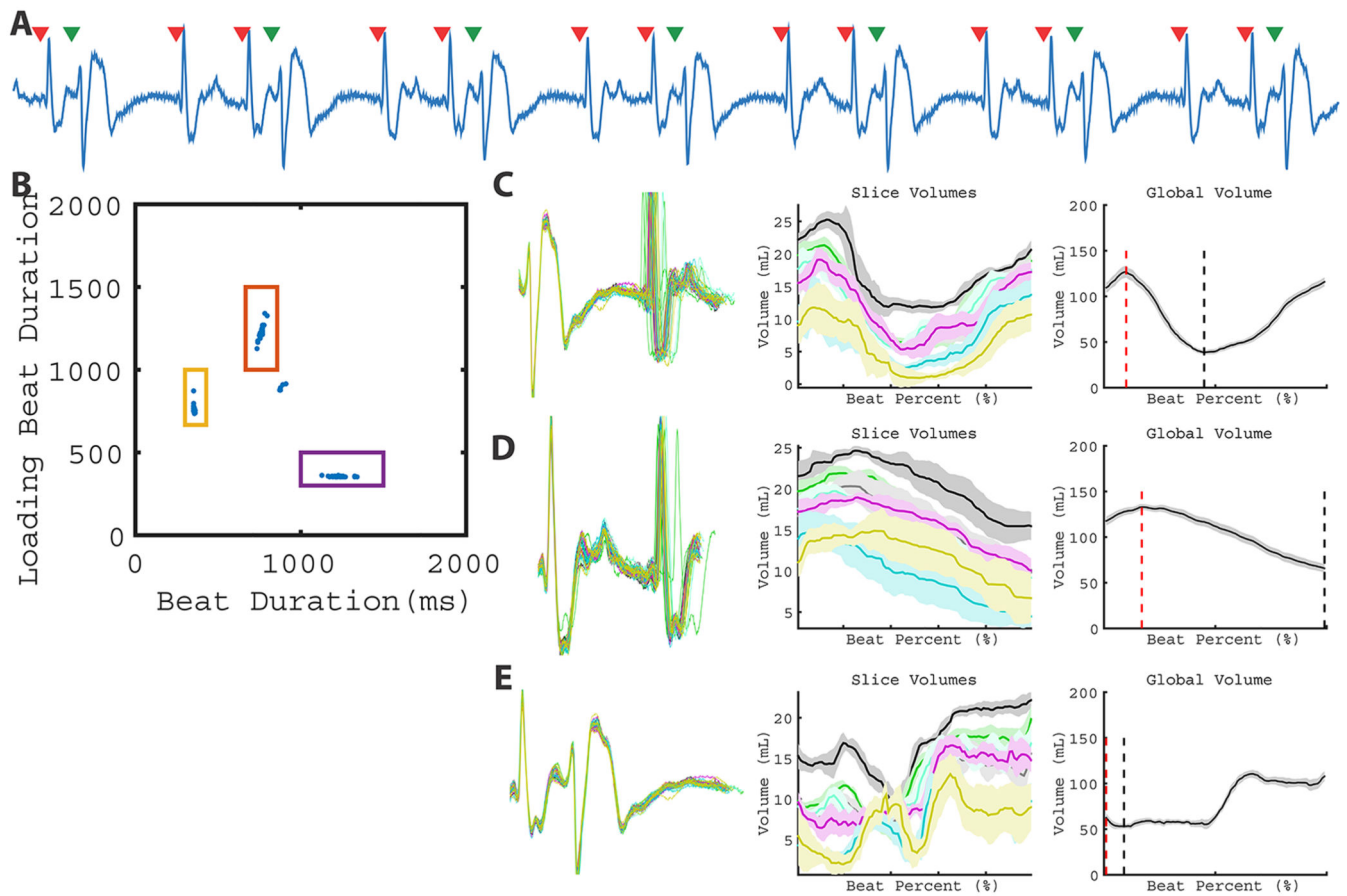 A
B
Loading Beat Duration
2000
1500
1000
500
0
0 1000 2000
Beat Duration(ms)
C
Slice Volumes
Volume (mL)
25
20
15
10
5
0
Beat Percent (%)
Global Volume
Volume (mL)
200
150
100
50
0
Beat Percent (%)
D
Slice Volumes
Volume (mL)
25
20
15
10
5
Beat Percent (%)
Global Volume
Volume (mL)
200
150
100
50
0
Beat Percent (%)
E
Slice Volumes
Volume (mL)
20
15
10
5
Beat Percent (%)
Global Volume
Volume (mL)
200
150
100
50
0
Beat Percent (%)